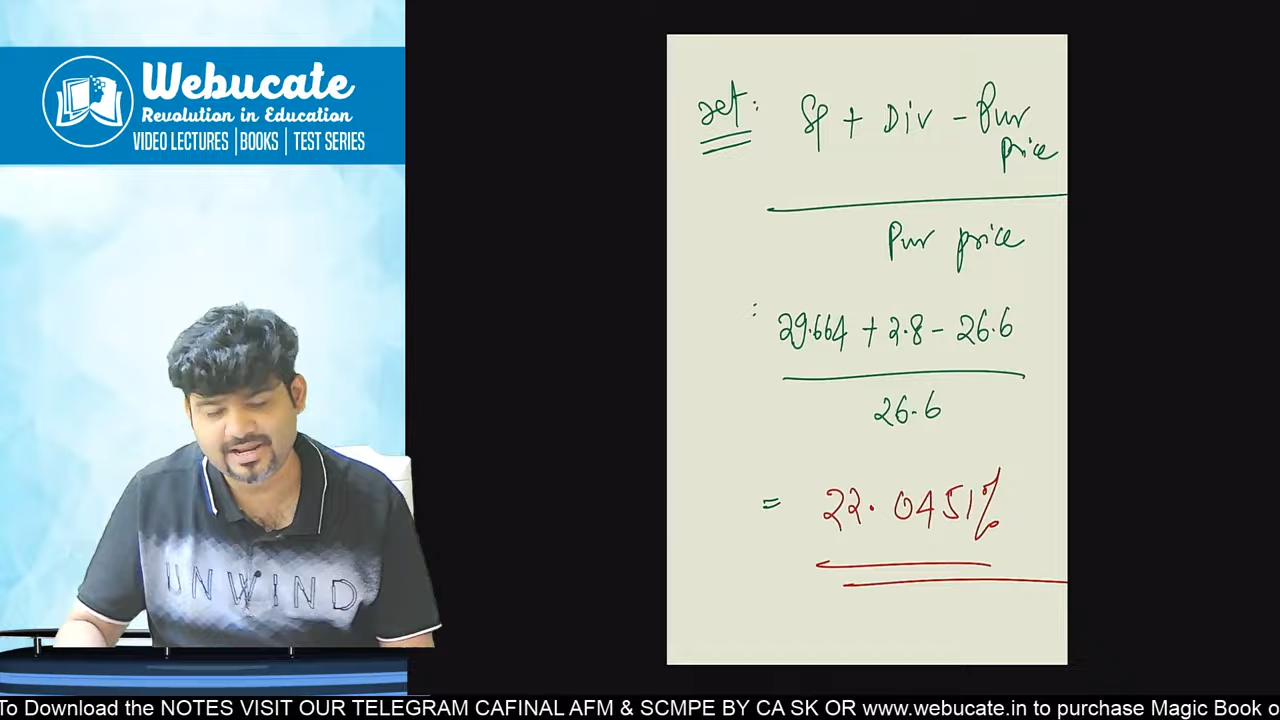 Webucate
Revolution in Education
VIDEO LECTURES | BOOKS | TEST SERIES
Ret: SP + Div - Pur price
Pur price
: 29.664 + 2.8 - 26.6
26.6
= 22.0451%
UNWIND
To Download the NOTES VISIT OUR TELEGRAM CAFINAL AFM & SCMPE BY CA SK OR www.webucate.in to purchase Magic Book o